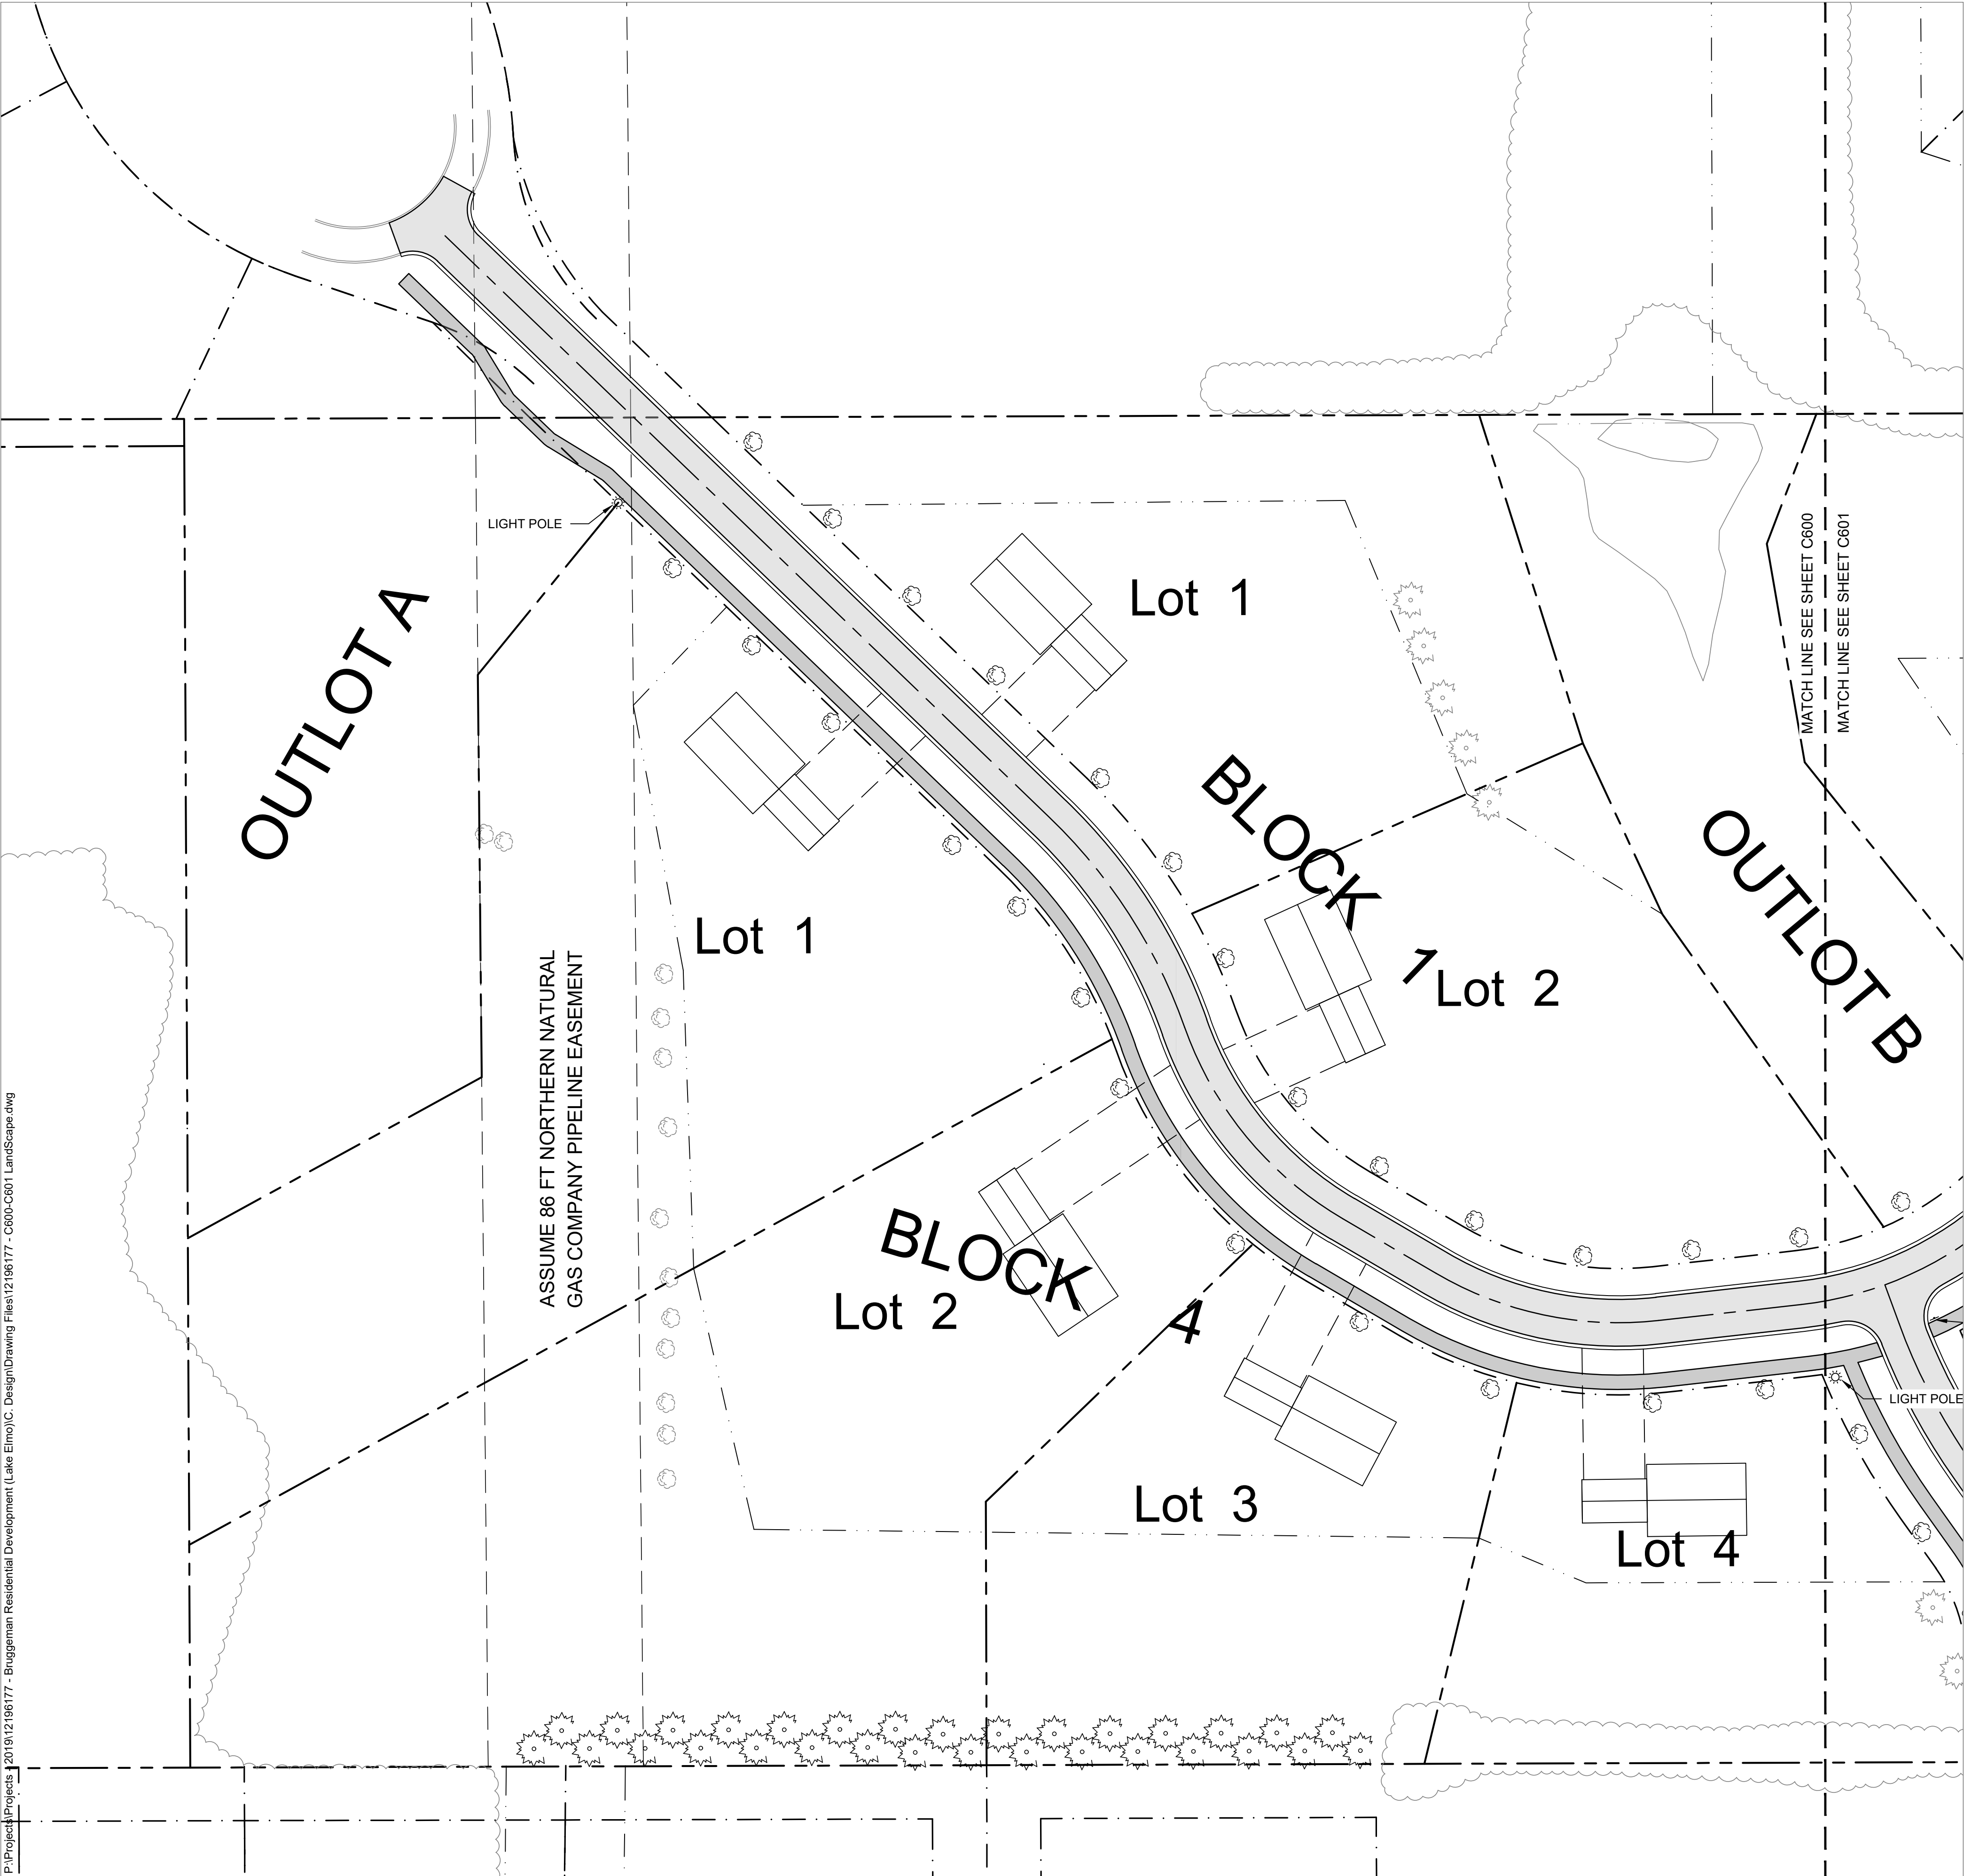 LIGHT POLE
Lot 1
MATCH LINE SEE SHEET C600
MATCH LINE SEE SHEET C601
OUTLOT A
BLOCK 1
OUTLOT B
Lot 1
Lot 2
ASSUME 86 FT NORTHERN NATURAL
GAS COMPANY PIPELINE EASEMENT
BLOCK 4
Lot 2
LIGHT POLE
Lot 3
Lot 4
P:\Projects\Projects - 2019\12196177 - Bruggeman Residential Development (Lake Elmo)\C. Design\Drawing Files\12196177 - C600-C601 LandScape.dwg